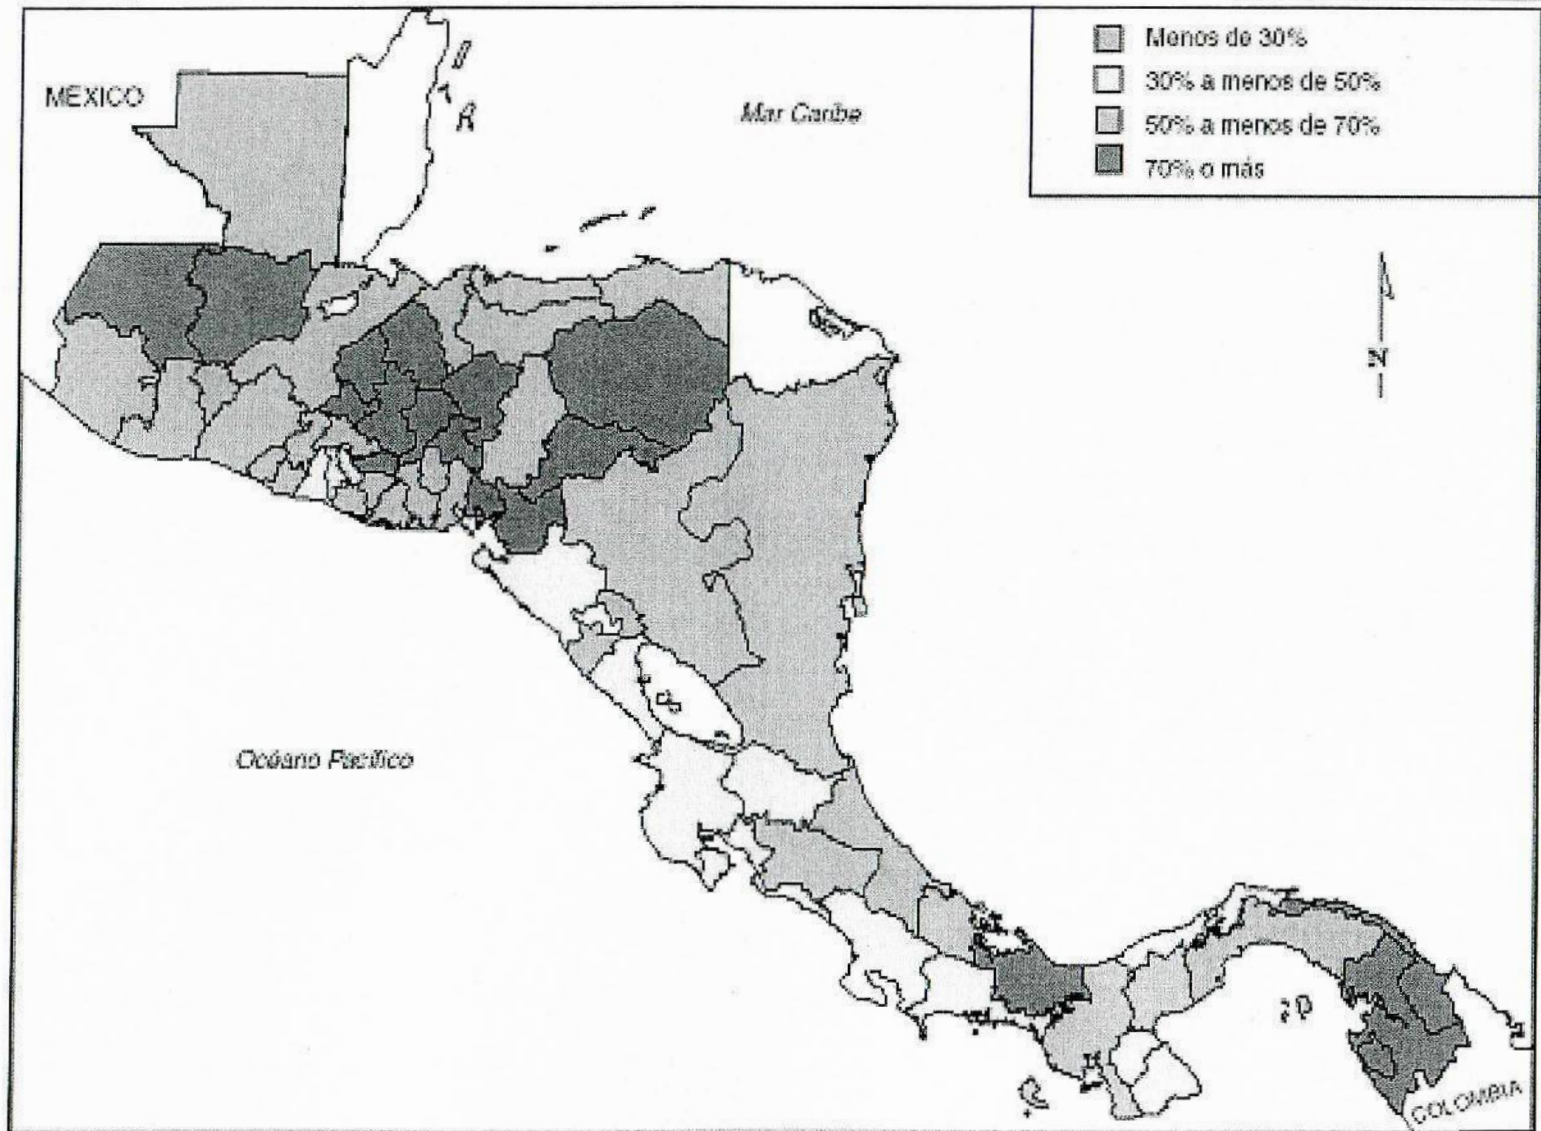 MEXICO
Mar Caribe
Menos de 30%
30% a menos de 50%
50% a menos de 70%
70% o más
N
Océano Pacífico
COLOMBIA